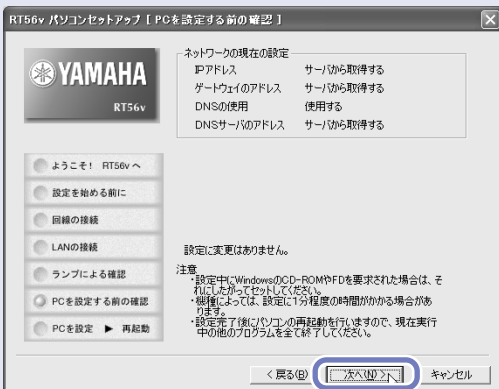 RT56v パソコンセットアップ [ PCを設定する前の確認 ]
YAMAHA
RT56v
ようこそ! RT56v へ
設定を始める前に
回線の接続
LANの接続
ランプによる確認
PCを設定する前の確認
PCを設定 ▶ 再起動
ネットワークの現在の設定
IPアドレス サーバから取得する
ゲートウェイのアドレス サーバから取得する
DNSの使用 使用する
DNSサーバのアドレス サーバから取得する
設定に変更はありません。
注意
・設定中にWindowsのCD-ROMやFDを要求された場合は、そ
れにしたがってセットしてください。
・機種によっては、設定に1分程度の時間がかかる場合があ
ります。
・設定完了後にパソコンの再起動を行いますので、現在実行
中の他のプログラムを全て終了してください。
< 戻る(B) 次へ(N) > キャンセル